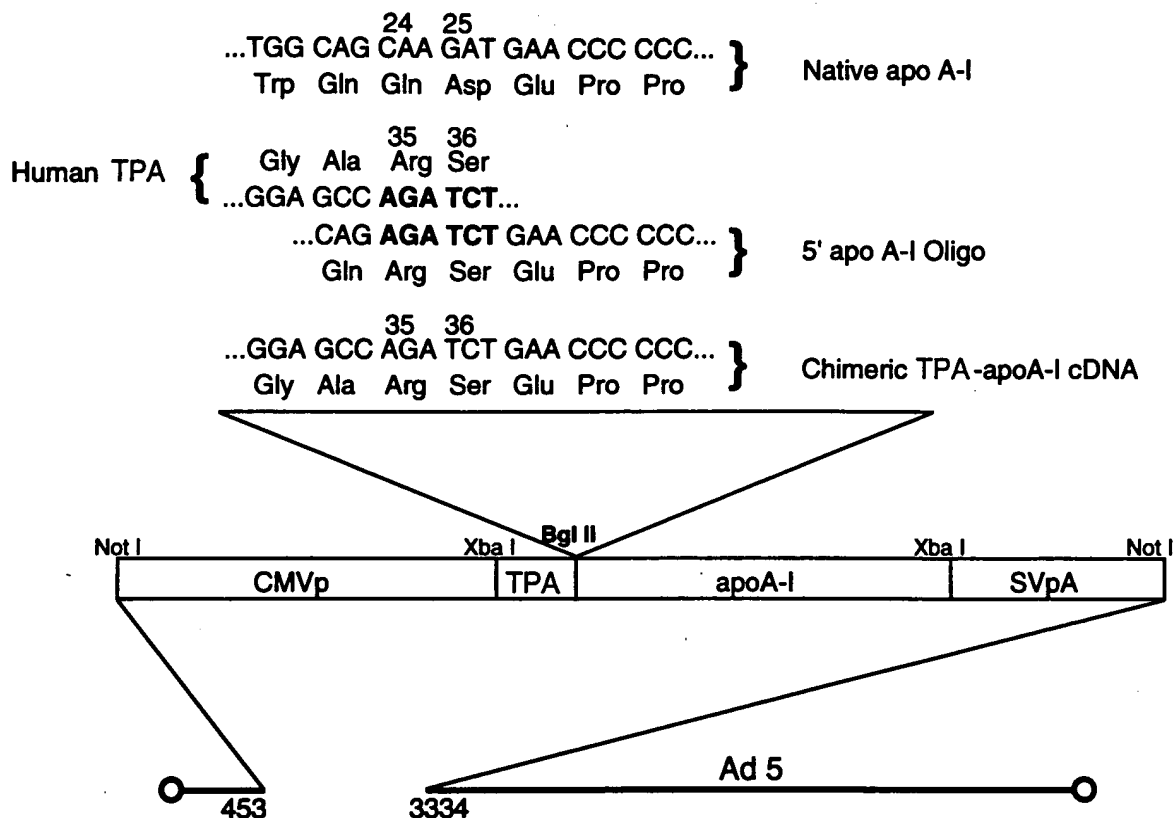 24 25
...TGG CAG CAA GAT GAA CCC CCC...
Trp Gln Gln Asp Glu Pro Pro
} Native apo A-I
35 36
Human TPA { Gly Ala Arg Ser
...GGA GCC AGA TCT...
...CAG AGA TCT GAA CCC CCC...
Gln Arg Ser Glu Pro Pro
} 5' apo A-I Oligo
35 36
...GGA GCC AGA TCT GAA CCC CCC...
Gly Ala Arg Ser Glu Pro Pro
} Chimeric TPA-apoA-I cDNA
Bgl II
Not I Xba I Xba I Not I
CMVp TPA apoA-I SVpA
Ad 5
453 3334